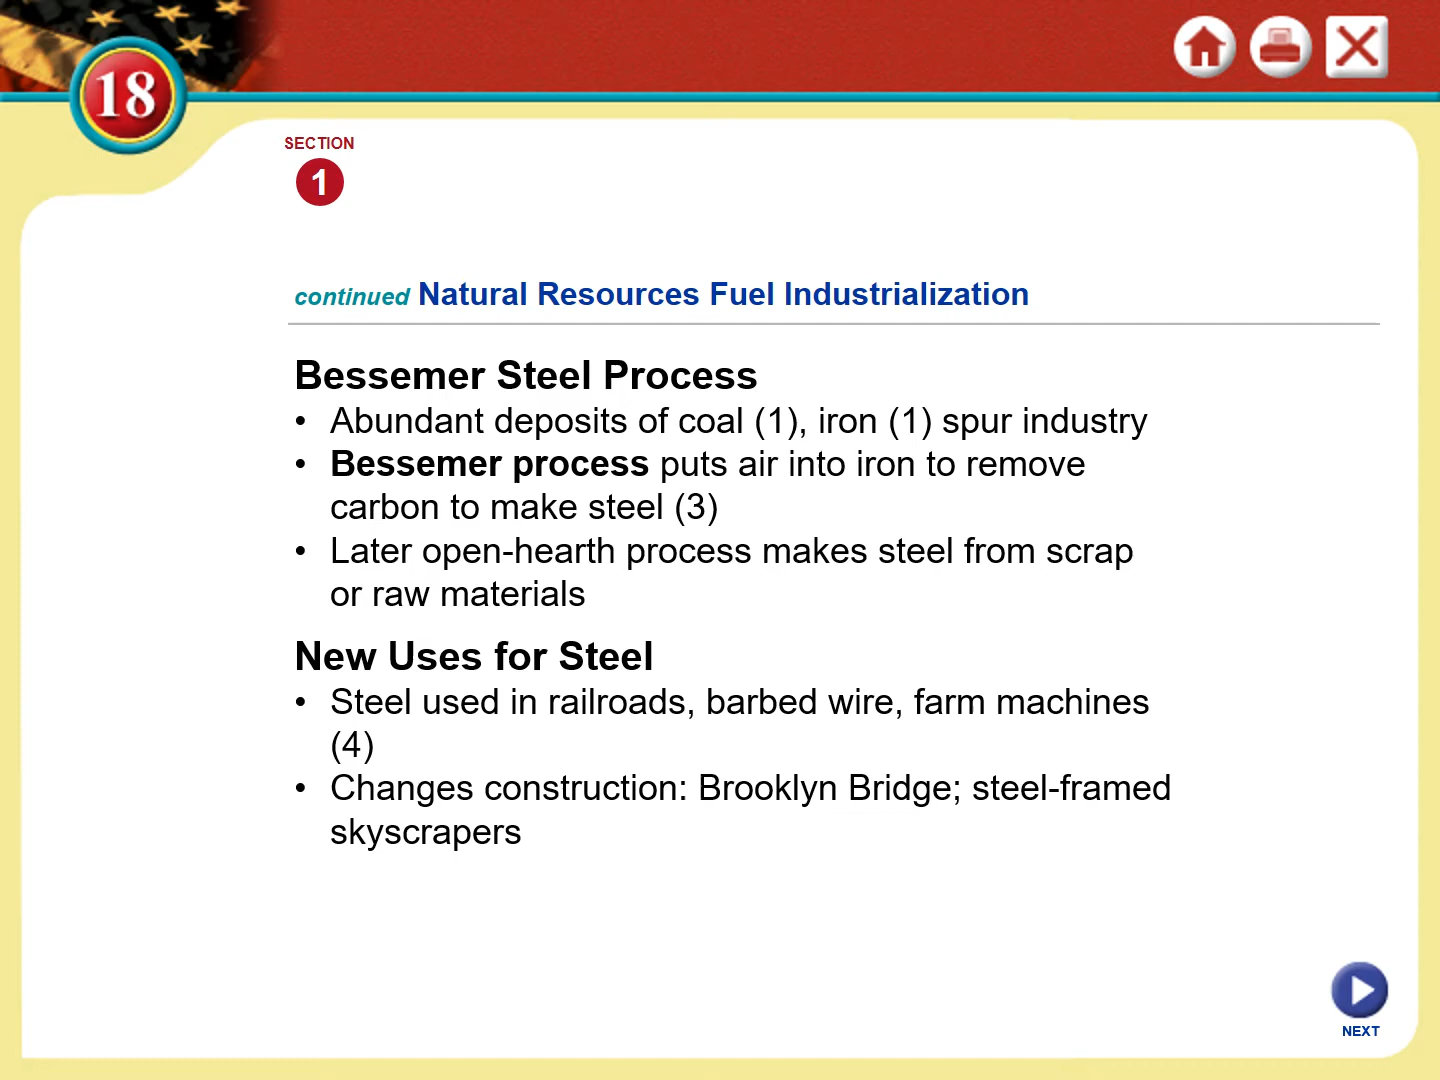 18
SECTION
1
continued Natural Resources Fuel Industrialization
Bessemer Steel Process
• Abundant deposits of coal (1), iron (1) spur industry
• Bessemer process puts air into iron to remove
carbon to make steel (3)
• Later open-hearth process makes steel from scrap
or raw materials
New Uses for Steel
• Steel used in railroads, barbed wire, farm machines
(4)
• Changes construction: Brooklyn Bridge; steel-framed
skyscrapers
NEXT